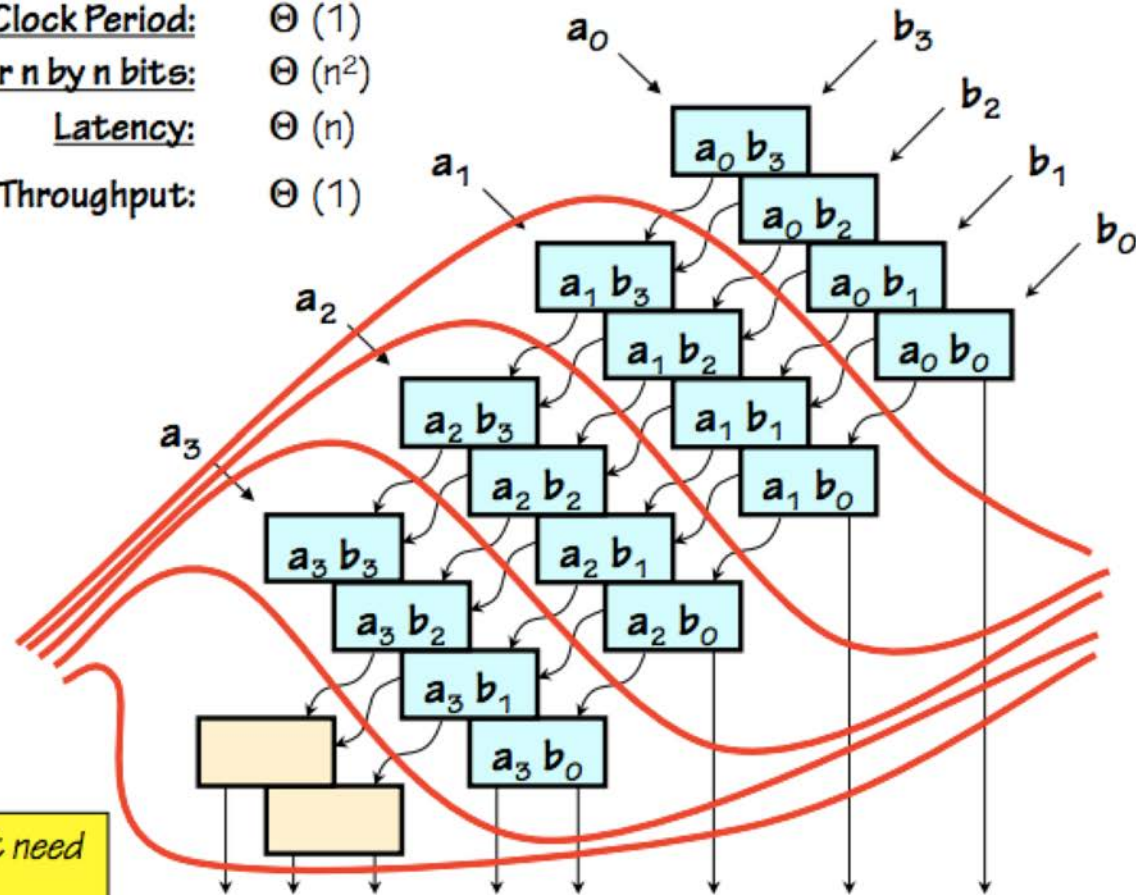 Clock Period: Θ (1)
r n by n bits: Θ (n²)
Latency: Θ (n)
Throughput: Θ (1)
a₀
b₃
b₂
a₁
b₁
b₀
a₂
a₃
a₀ b₃
a₀ b₂
a₁ b₃
a₀ b₁
a₁ b₂
a₀ b₀
a₂ b₃
a₁ b₁
a₂ b₂
a₁ b₀
a₃ b₃
a₂ b₁
a₃ b₂
a₂ b₀
a₃ b₁
a₃ b₀
need